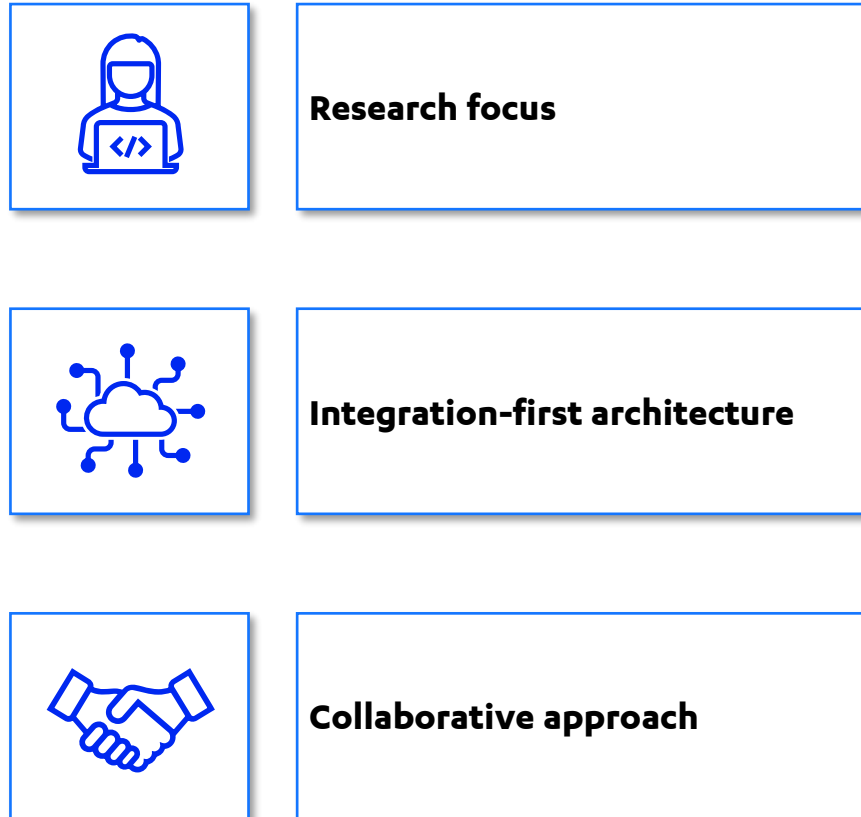 </>
Research focus
Integration-first architecture
Collaborative approach